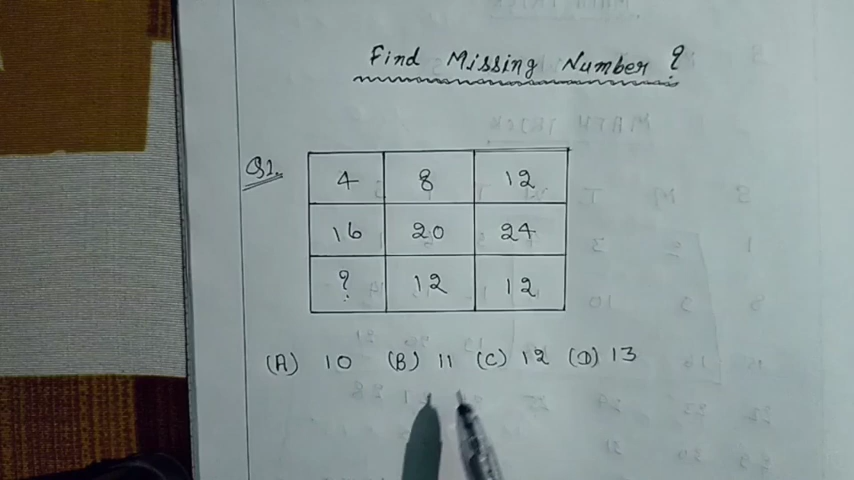 Find Missing Number ?
Q1.
4 8 12
16 20 24
? 12 12
(A) 10 (B) 11 (C) 12 (D) 13